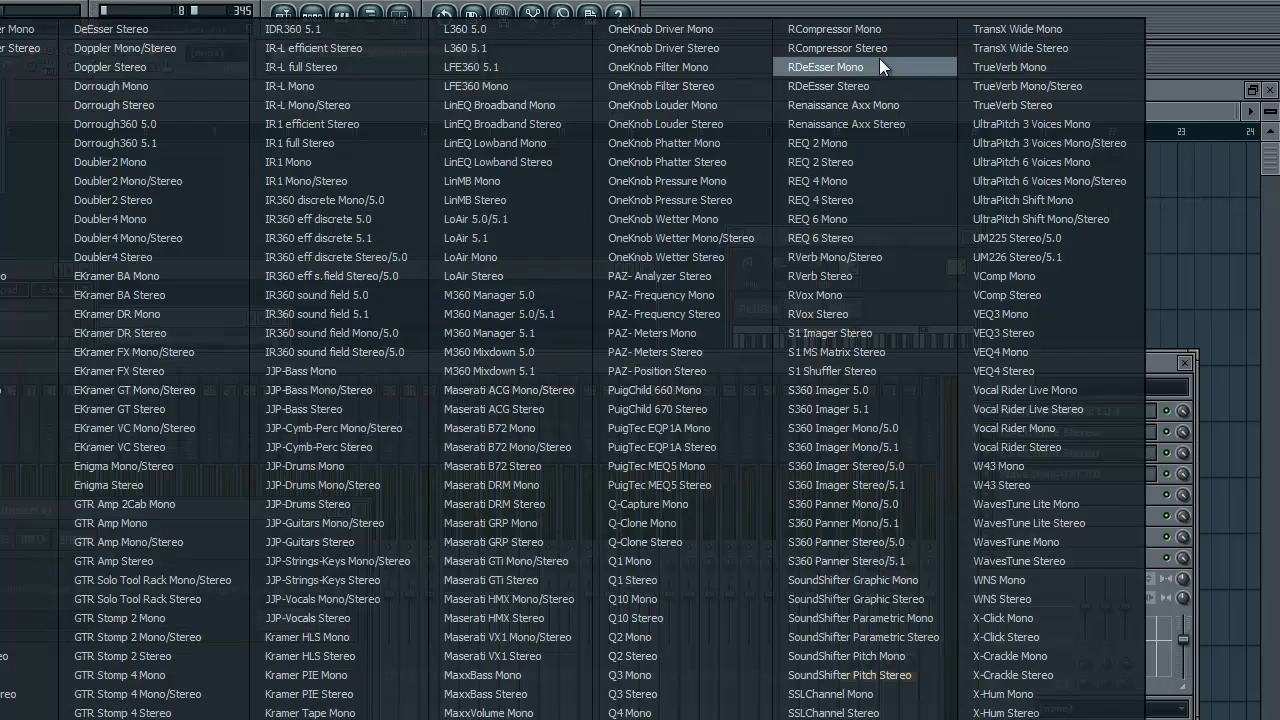 8
345
er Mono
er Stereo
o
o
ereo
DeEsser Stereo
Doppler Mono/Stereo
Doppler Stereo
Dorrough Mono
Dorrough Stereo
Dorrough360 5.0
Dorrough360 5.1
Doubler2 Mono
Doubler2 Mono/Stereo
Doubler2 Stereo
Doubler4 Mono
Doubler4 Mono/Stereo
Doubler4 Stereo
EKramer BA Mono
EKramer BA Stereo
EKramer DR Mono
EKramer DR Stereo
EKramer FX Mono/Stereo
EKramer FX Stereo
EKramer GT Mono/Stereo
EKramer GT Stereo
EKramer VC Mono/Stereo
EKramer VC Stereo
Enigma Mono/Stereo
Enigma Stereo
GTR Amp 2Cab Mono
GTR Amp Mono
GTR Amp Mono/Stereo
GTR Amp Stereo
GTR Solo Tool Rack Mono/Stereo
GTR Solo Tool Rack Stereo
GTR Stomp 2 Mono
GTR Stomp 2 Mono/Stereo
GTR Stomp 2 Stereo
GTR Stomp 4 Mono
GTR Stomp 4 Mono/Stereo
GTR Stomp 4 Stereo
IDR360 5.1
IR-L efficient Stereo
IR-L full Stereo
IR-L Mono
IR-L Mono/Stereo
IR1 efficient Stereo
IR1 full Stereo
IR1 Mono
IR1 Mono/Stereo
IR360 discrete Mono/5.0
IR360 eff discrete 5.0
IR360 eff discrete 5.1
IR360 eff discrete Stereo/5.0
IR360 eff s.field Stereo/5.0
IR360 sound field 5.0
IR360 sound field 5.1
IR360 sound field Mono/5.0
IR360 sound field Stereo/5.0
JJP-Bass Mono
JJP-Bass Mono/Stereo
JJP-Bass Stereo
JJP-Cymb-Perc Mono/Stereo
JJP-Cymb-Perc Stereo
JJP-Drums Mono
JJP-Drums Mono/Stereo
JJP-Drums Stereo
JJP-Guitars Mono/Stereo
JJP-Guitars Stereo
JJP-Strings-Keys Mono/Stereo
JJP-Strings-Keys Stereo
JJP-Vocals Mono/Stereo
JJP-Vocals Stereo
Kramer HLS Mono
Kramer HLS Stereo
Kramer PIE Mono
Kramer PIE Stereo
Kramer Tape Mono
L360 5.0
L360 5.1
LFE360 5.1
LFE360 Mono
LinEQ Broadband Mono
LinEQ Broadband Stereo
LinEQ Lowband Mono
LinEQ Lowband Stereo
LinMB Mono
LinMB Stereo
LoAir 5.0/5.1
LoAir 5.1
LoAir Mono
LoAir Stereo
M360 Manager 5.0
M360 Manager 5.0/5.1
M360 Manager 5.1
M360 Mixdown 5.0
M360 Mixdown 5.1
Maserati ACG Mono/Stereo
Maserati ACG Stereo
Maserati B72 Mono
Maserati B72 Mono/Stereo
Maserati B72 Stereo
Maserati DRM Mono
Maserati DRM Stereo
Maserati GRP Mono
Maserati GRP Stereo
Maserati GTi Mono/Stereo
Maserati GTi Stereo
Maserati HMX Mono/Stereo
Maserati HMX Stereo
Maserati VX1 Mono/Stereo
Maserati VX1 Stereo
MaxxBass Mono
MaxxBass Stereo
MaxxVolume Mono
OneKnob Driver Mono
OneKnob Driver Stereo
OneKnob Filter Mono
OneKnob Filter Stereo
OneKnob Louder Mono
OneKnob Louder Stereo
OneKnob Phatter Mono
OneKnob Phatter Stereo
OneKnob Pressure Mono
OneKnob Pressure Stereo
OneKnob Wetter Mono
OneKnob Wetter Mono/Stereo
OneKnob Wetter Stereo
PAZ- Analyzer Stereo
PAZ- Frequency Mono
PAZ- Frequency Stereo
PAZ- Meters Mono
PAZ- Meters Stereo
PAZ- Position Stereo
PuigChild 660 Mono
PuigChild 670 Stereo
PuigTec EQP1A Mono
PuigTec EQP1A Stereo
PuigTec MEQ5 Mono
PuigTec MEQ5 Stereo
Q-Capture Mono
Q-Clone Mono
Q-Clone Stereo
Q1 Mono
Q1 Stereo
Q10 Mono
Q10 Stereo
Q2 Mono
Q2 Stereo
Q3 Mono
Q3 Stereo
Q4 Mono
RCompressor Mono
RCompressor Stereo
RDeEsser Mono
RDeEsser Stereo
Renaissance Axx Mono
Renaissance Axx Stereo
REQ 2 Mono
REQ 2 Stereo
REQ 4 Mono
REQ 4 Stereo
REQ 6 Mono
REQ 6 Stereo
RVerb Mono/Stereo
RVerb Stereo
RVox Mono
RVox Stereo
S1 Imager Stereo
S1 MS Matrix Stereo
S1 Shuffler Stereo
S360 Imager 5.0
S360 Imager 5.1
S360 Imager Mono/5.0
S360 Imager Mono/5.1
S360 Imager Stereo/5.0
S360 Imager Stereo/5.1
S360 Panner Mono/5.0
S360 Panner Mono/5.1
S360 Panner Stereo/5.0
S360 Panner Stereo/5.1
SoundShifter Graphic Mono
SoundShifter Graphic Stereo
SoundShifter Parametric Mono
SoundShifter Parametric Stereo
SoundShifter Pitch Mono
SoundShifter Pitch Stereo
SSLChannel Mono
SSLChannel Stereo
TransX Wide Mono
TransX Wide Stereo
TrueVerb Mono
TrueVerb Mono/Stereo
TrueVerb Stereo
UltraPitch 3 Voices Mono
UltraPitch 3 Voices Mono/Stereo
UltraPitch 6 Voices Mono
UltraPitch 6 Voices Mono/Stereo
UltraPitch Shift Mono
UltraPitch Shift Mono/Stereo
UM225 Stereo/5.0
UM226 Stereo/5.1
VComp Mono
VComp Stereo
VEQ3 Mono
VEQ3 Stereo
VEQ4 Mono
VEQ4 Stereo
Vocal Rider Live Mono
Vocal Rider Live Stereo
Vocal Rider Mono
Vocal Rider Stereo
W43 Mono
W43 Stereo
WavesTune Lite Mono
WavesTune Lite Stereo
WavesTune Mono
WavesTune Stereo
WNS Mono
WNS Stereo
X-Click Mono
X-Click Stereo
X-Crackle Mono
X-Crackle Stereo
X-Hum Mono
X-Hum Stereo
23
24